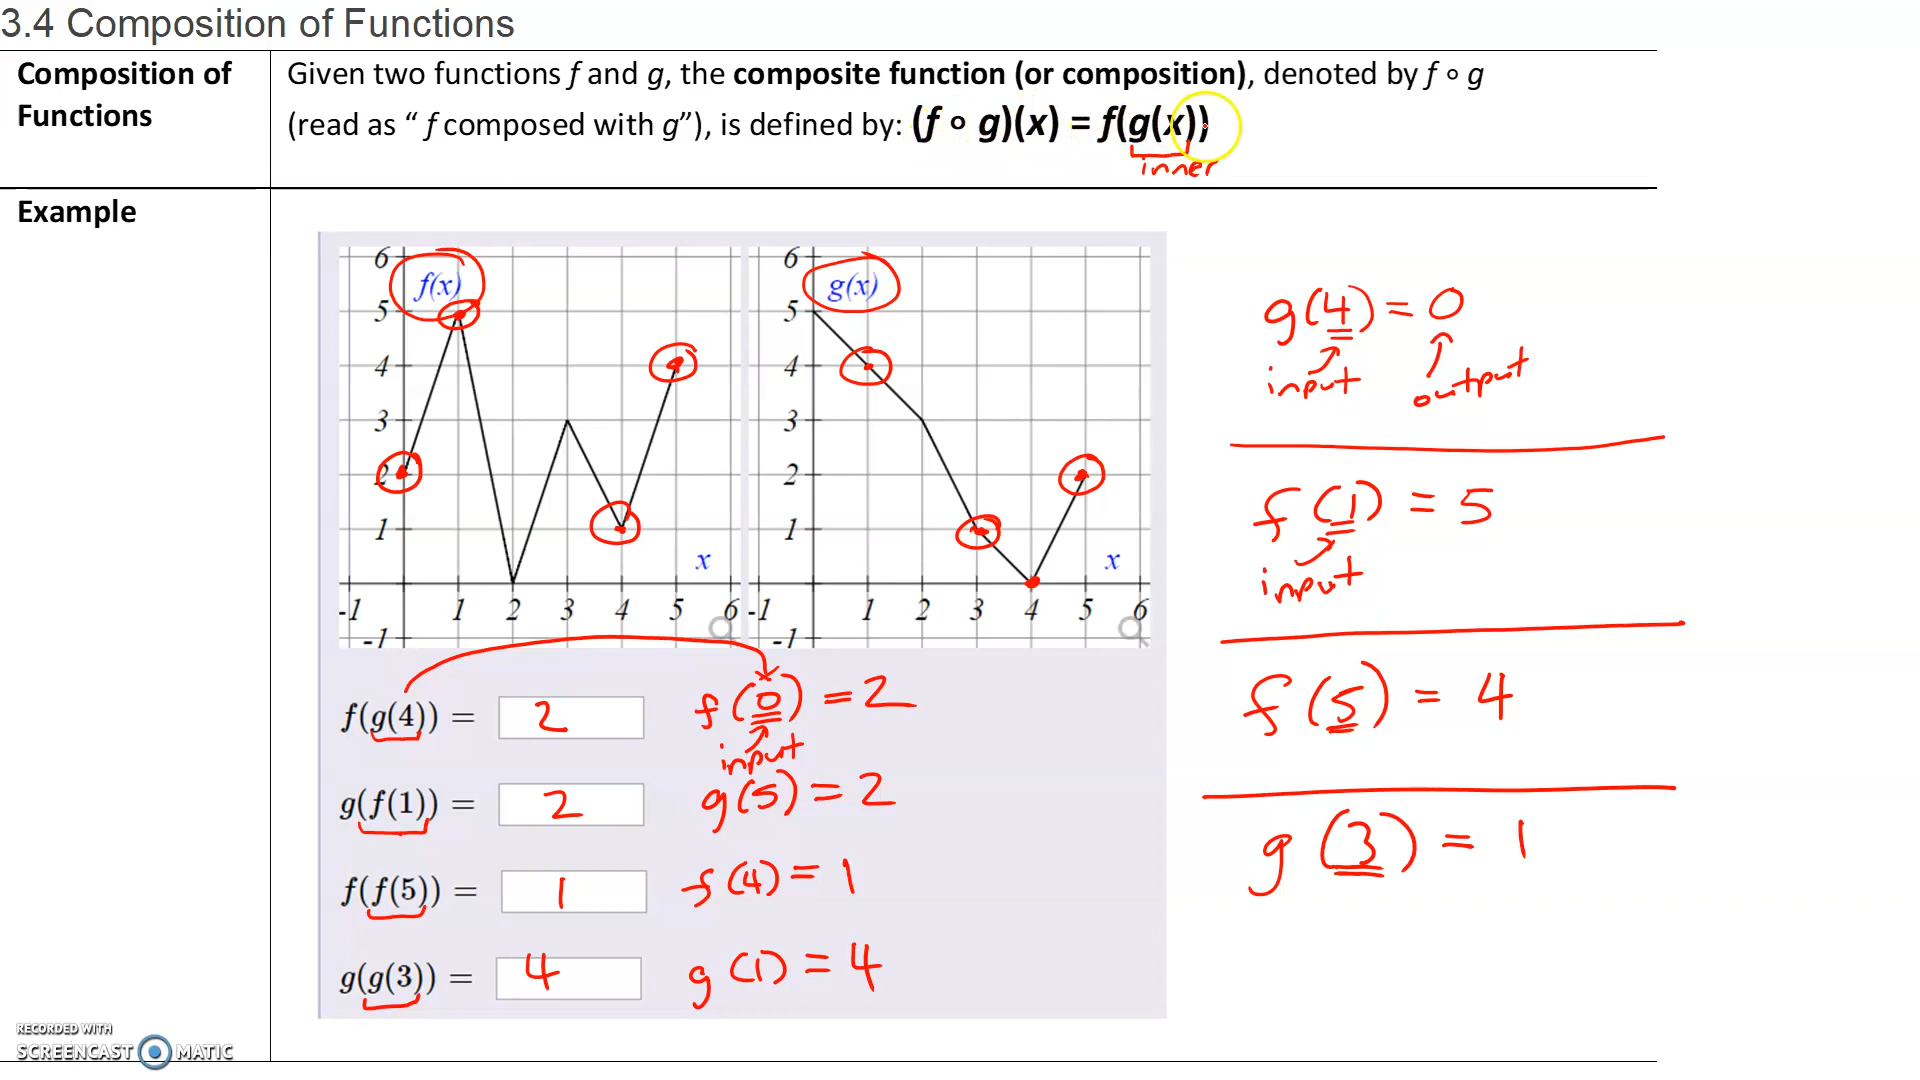 3.4 Composition of Functions
Composition of
Functions
Given two functions f and g, the composite function (or composition), denoted by f ∘ g
(read as “ f composed with g”), is defined by: (f ∘ g)(x) = f(g(x))
inner
Example
f(x)
6
5
4
3
2
1
-1
x
-1 1 2 3 4 5 6
g(x)
6
5
4
3
2
1
-1
x
-1 1 2 3 4 5 6
f(g(4)) = 2
f(0) = 2
input
g(f(1)) = 2
g(5) = 2
f(f(5)) = 1
f(4) = 1
g(g(3)) = 4
g(1) = 4
g(4) = 0
input output
f(1) = 5
input
f(5) = 4
g(3) = 1
RECORDED WITH
SCREENCAST MATIC